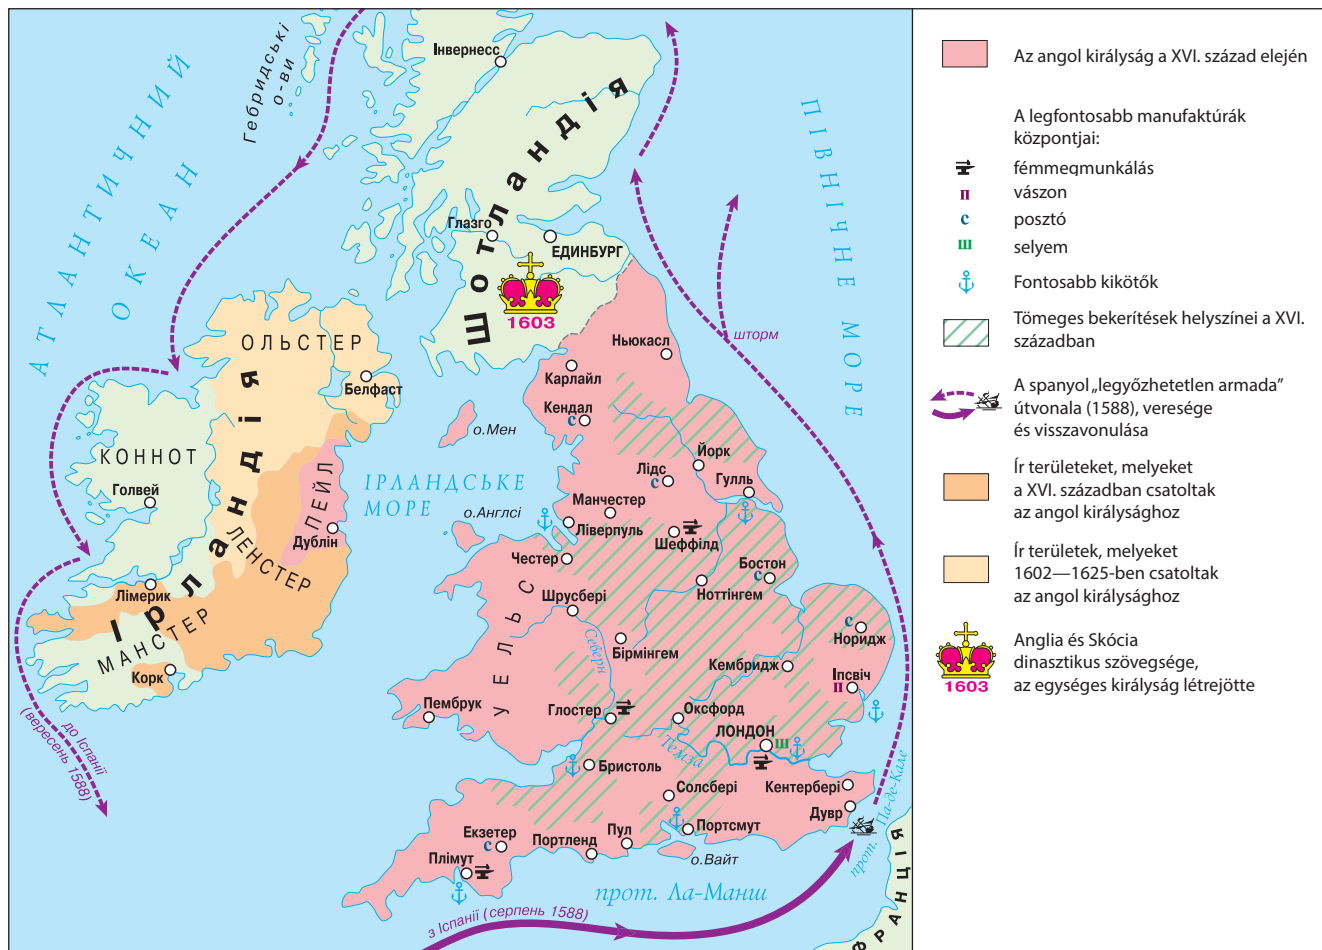 АТЛАНТИЧНИЙ
ОКЕАН
Гебридські
о-ви
Інвернесс
Шотландія
Глазго
ЕДИНБУРГ
1603
ПІВНІЧНЕ МОРЕ
шторм
ОЛЬСТЕР
Белфаст
Ірландія
КОННОТ
Голвей
ПЕЙЛ
Дублін
ЛЕНСТЕР
Лімерик
МАНСТЕР
Корк
до Іспанії
(вересень 1588)
ІРЛАНДСЬКЕ
МОРЕ
о.Мен
о.Англсі
Ньюкасл
Карлайл
Кендал
с
Йорк
Лідс
с
Гулль
Манчестер
Ліверпуль
Шеффілд
Честер
Бостон
с
Ноттінгем
Шрусбері
УЕЛЬС
Северн
с
Норидж
Бірмінгем
Кембридж
Іпсвіч
п
Пембрук
Глостер
Оксфорд
ЛОНДОН
ш
Темза
Бристоль
Солсбері
Кентербері
Дувр
Екзетер
с
Портленд
Пул
Портсмут
Плімут
о.Вайт
прот. Ла-Манш
прот. Па-де-Кале
ФРАНЦІЯ
з Іспанії (серпень 1588)
Az angol királyság a XVI. század elején
A legfontosabb manufaktúrák
központjai:
fémmegmunkálás
п vászon
с posztó
ш selyem
Fontosabb kikötők
Tömeges bekerítések helyszínei a XVI.
században
A spanyol „legyőzhetetlen armada”
útvonala (1588), veresége
és visszavonulása
Ír területeket, melyeket
a XVI. században csatoltak
az angol királysághoz
Ír területek, melyeket
1602—1625-ben csatoltak
az angol királysághoz
Anglia és Skócia
dinasztikus szövegsége,
az egységes királyság létrejötte
1603